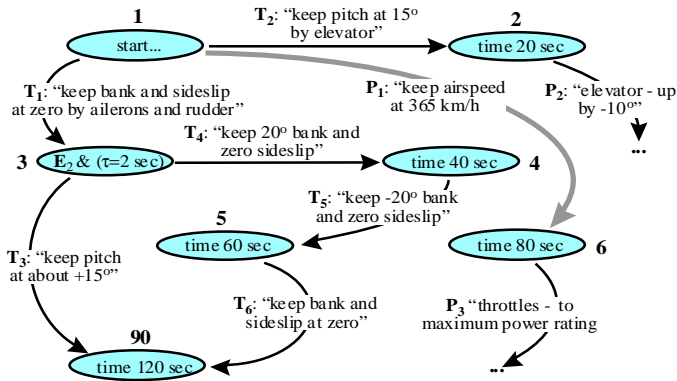 1
start...
T2: “keep pitch at 15o
by elevator”
2
time 20 sec
T1: “keep bank and sideslip
at zero by ailerons and rudder”
P1: “keep airspeed
at 365 km/h
P2: “elevator - up
by -10o”
...
3
E2 & (τ=2 sec)
T4: “keep 20o bank and
zero sideslip”
time 40 sec
4
T5: “keep -20o bank
and zero sideslip”
5
time 60 sec
time 80 sec
6
T3: “keep pitch
at about +15o”
T6: “keep bank and
sideslip at zero”
P3 “throttles - to
maximum power rating
...
90
time 120 sec